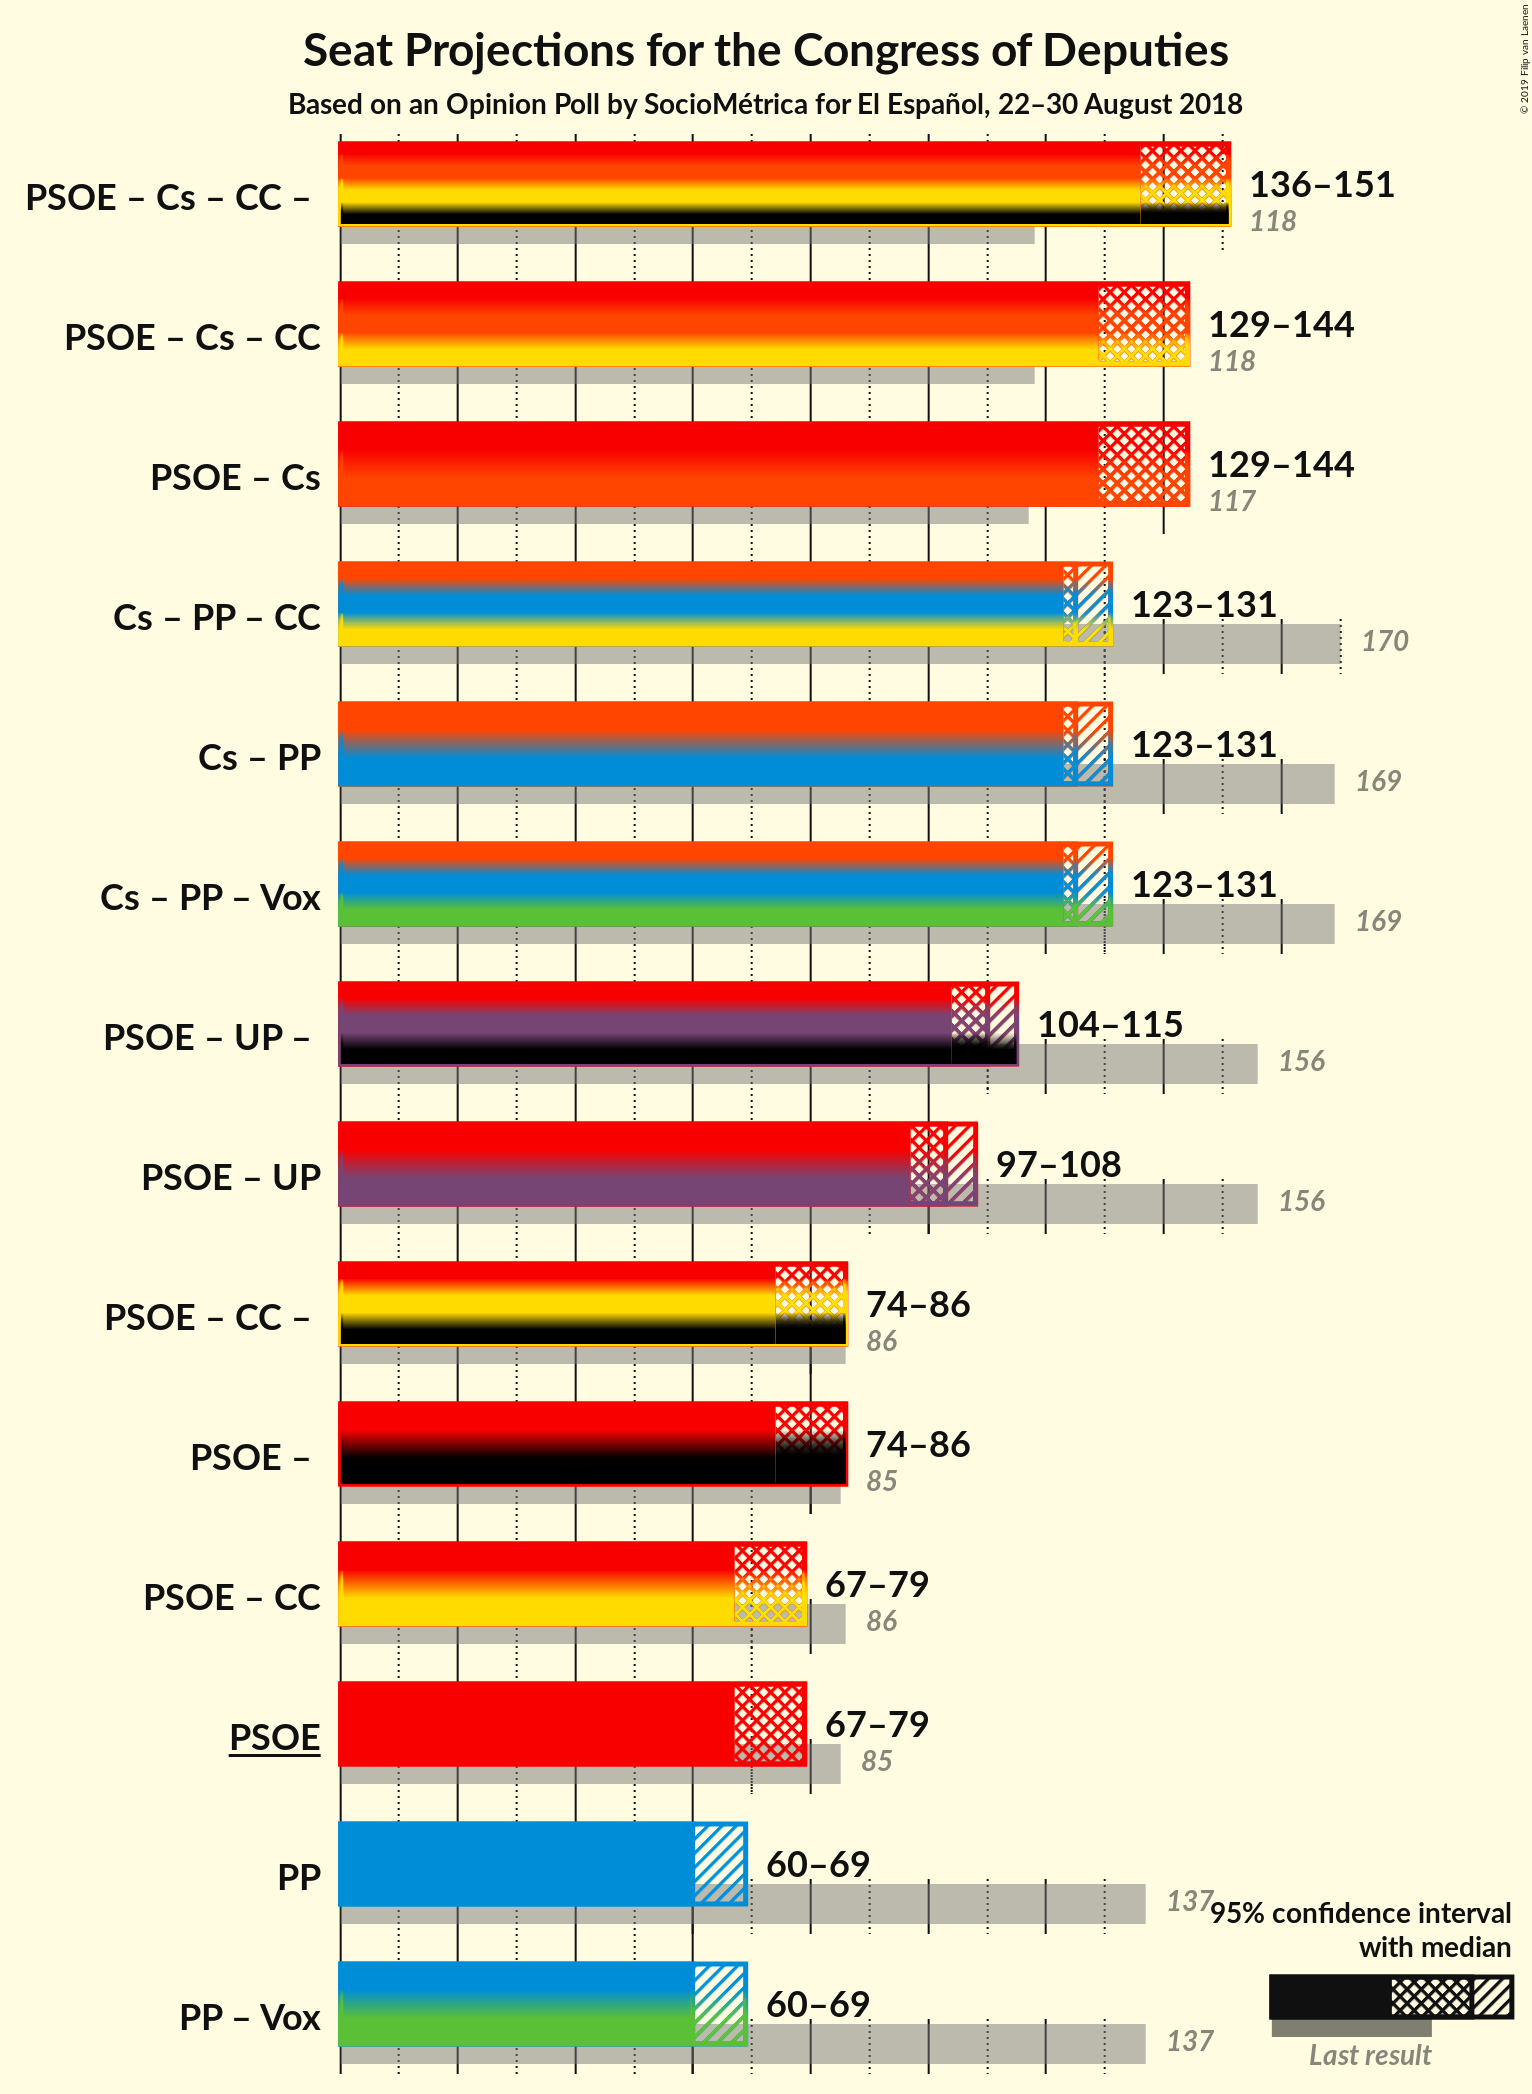 Seat Projections for the Congress of Deputies
Based on an Opinion Poll by SocioMétrica for El Español, 22–30 August 2018
© 2019 Filip van Laenen
PSOE – Cs – CC –
136–151
118
PSOE – Cs – CC
129–144
118
PSOE – Cs
129–144
117
Cs – PP – CC
123–131
170
Cs – PP
123–131
169
Cs – PP – Vox
123–131
169
PSOE – UP –
104–115
156
PSOE – UP
97–108
156
PSOE – CC –
74–86
86
PSOE –
74–86
85
PSOE – CC
67–79
86
PSOE
67–79
85
PP
60–69
137
PP – Vox
60–69
137
95% confidence interval
with median
Last result